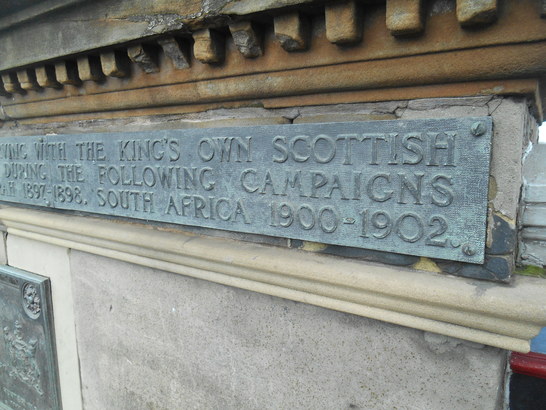 WITH THE KING'S OWN SCOTTISH
DURING THE FOLLOWING CAMPAIGNS
1897-1898. SOUTH AFRICA 1900-1902.